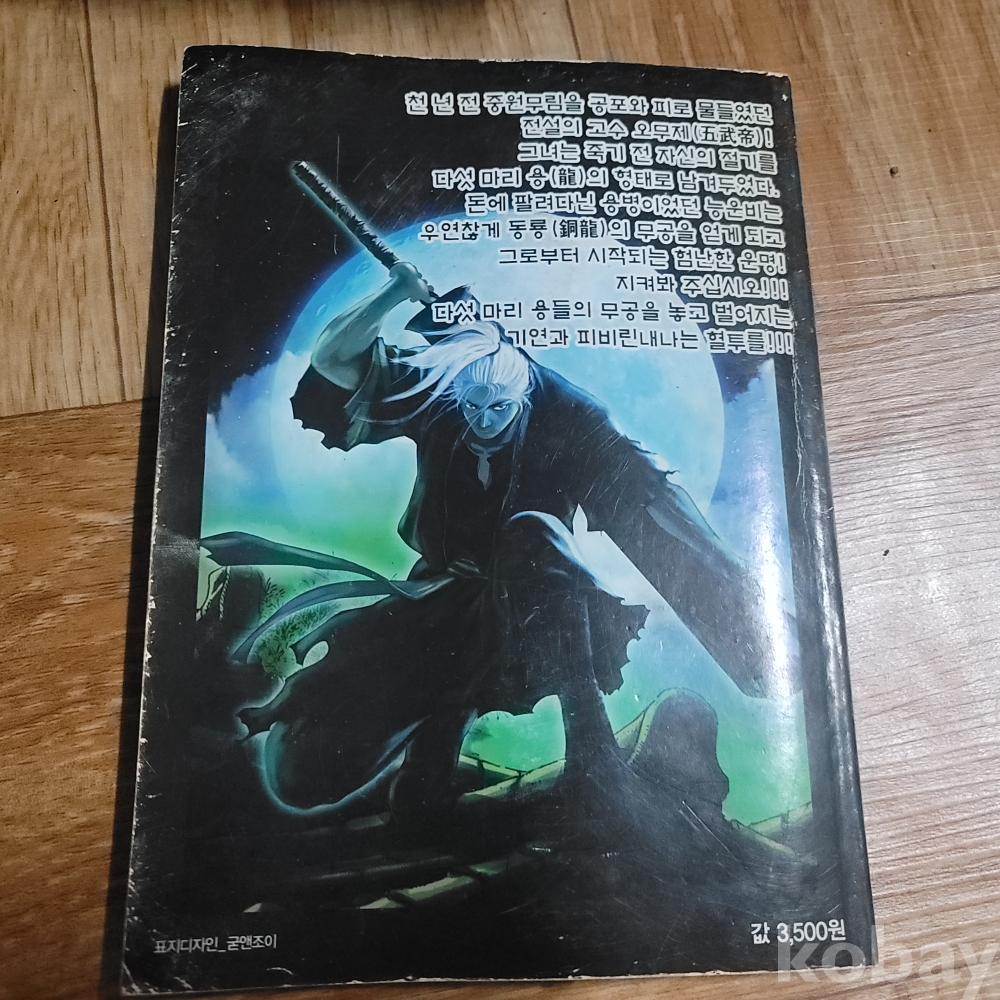 천 년 전 중원무림을 공포와 피로 물들였던
전설의 고수 오무제(五武帝)!
그녀는 죽기 전 자신의 절기를
다섯 마리 용(龍)의 형태로 남겨두었다.
돈에 팔려다닌 용병이었던 능운비는
우연찮게 동룡(銅龍)의 무공을 얻게 되고
그로부터 시작되는 험난한 운명!
지켜봐 주십시오!!!
다섯 마리 용들의 무공을 놓고 벌어지는
기연과 피비린내나는 혈투를!!!
표지디자인_굳앤조이
값 3,500원
kobay